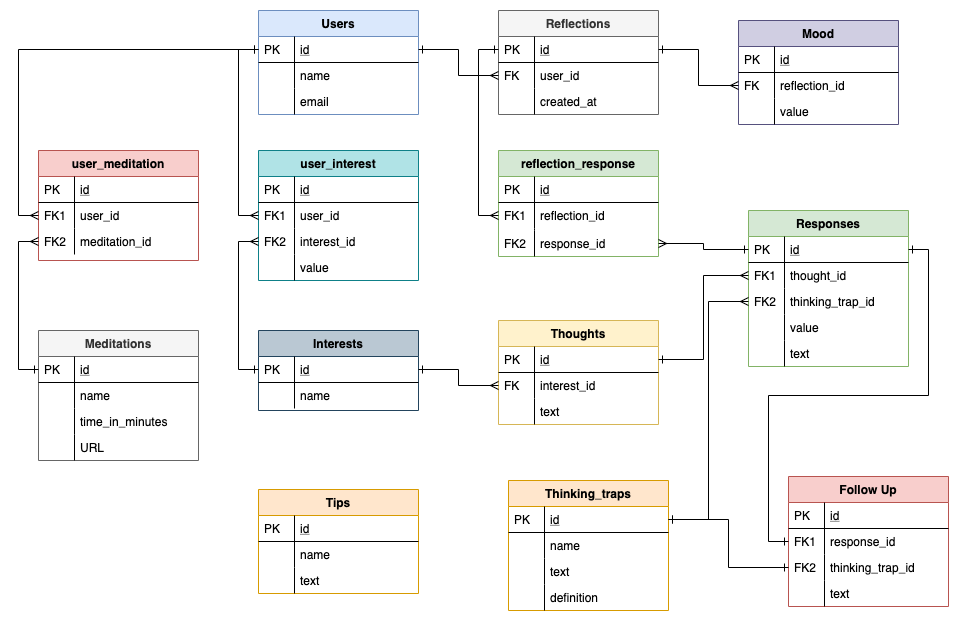 Users
PK id
name
email
Reflections
PK id
FK user_id
created_at
Mood
PK id
FK reflection_id
value
user_meditation
PK id
FK1 user_id
FK2 meditation_id
user_interest
PK id
FK1 user_id
FK2 interest_id
value
reflection_response
PK id
FK1 reflection_id
FK2 response_id
Responses
PK id
FK1 thought_id
FK2 thinking_trap_id
value
text
Meditations
PK id
name
time_in_minutes
URL
Interests
PK id
name
Thoughts
PK id
FK interest_id
text
Tips
PK id
name
text
Thinking_traps
PK id
name
text
definition
Follow Up
PK id
FK1 response_id
FK2 thinking_trap_id
text